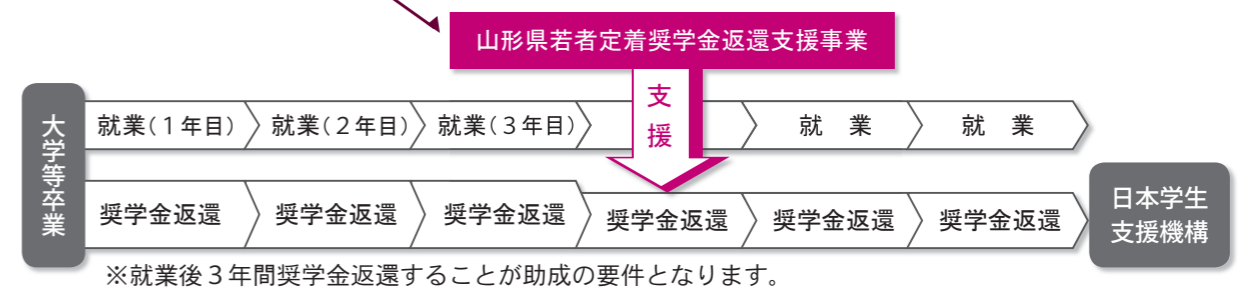 山形県若者定着奨学金返還支援事業
支援
大学等卒業
就業(1年目) 就業(2年目) 就業(3年目) 就 業 就 業
奨学金返還 奨学金返還 奨学金返還 奨学金返還 奨学金返還 奨学金返還
日本学生
支援機構
※就業後3年間奨学金返還することが助成の要件となります。